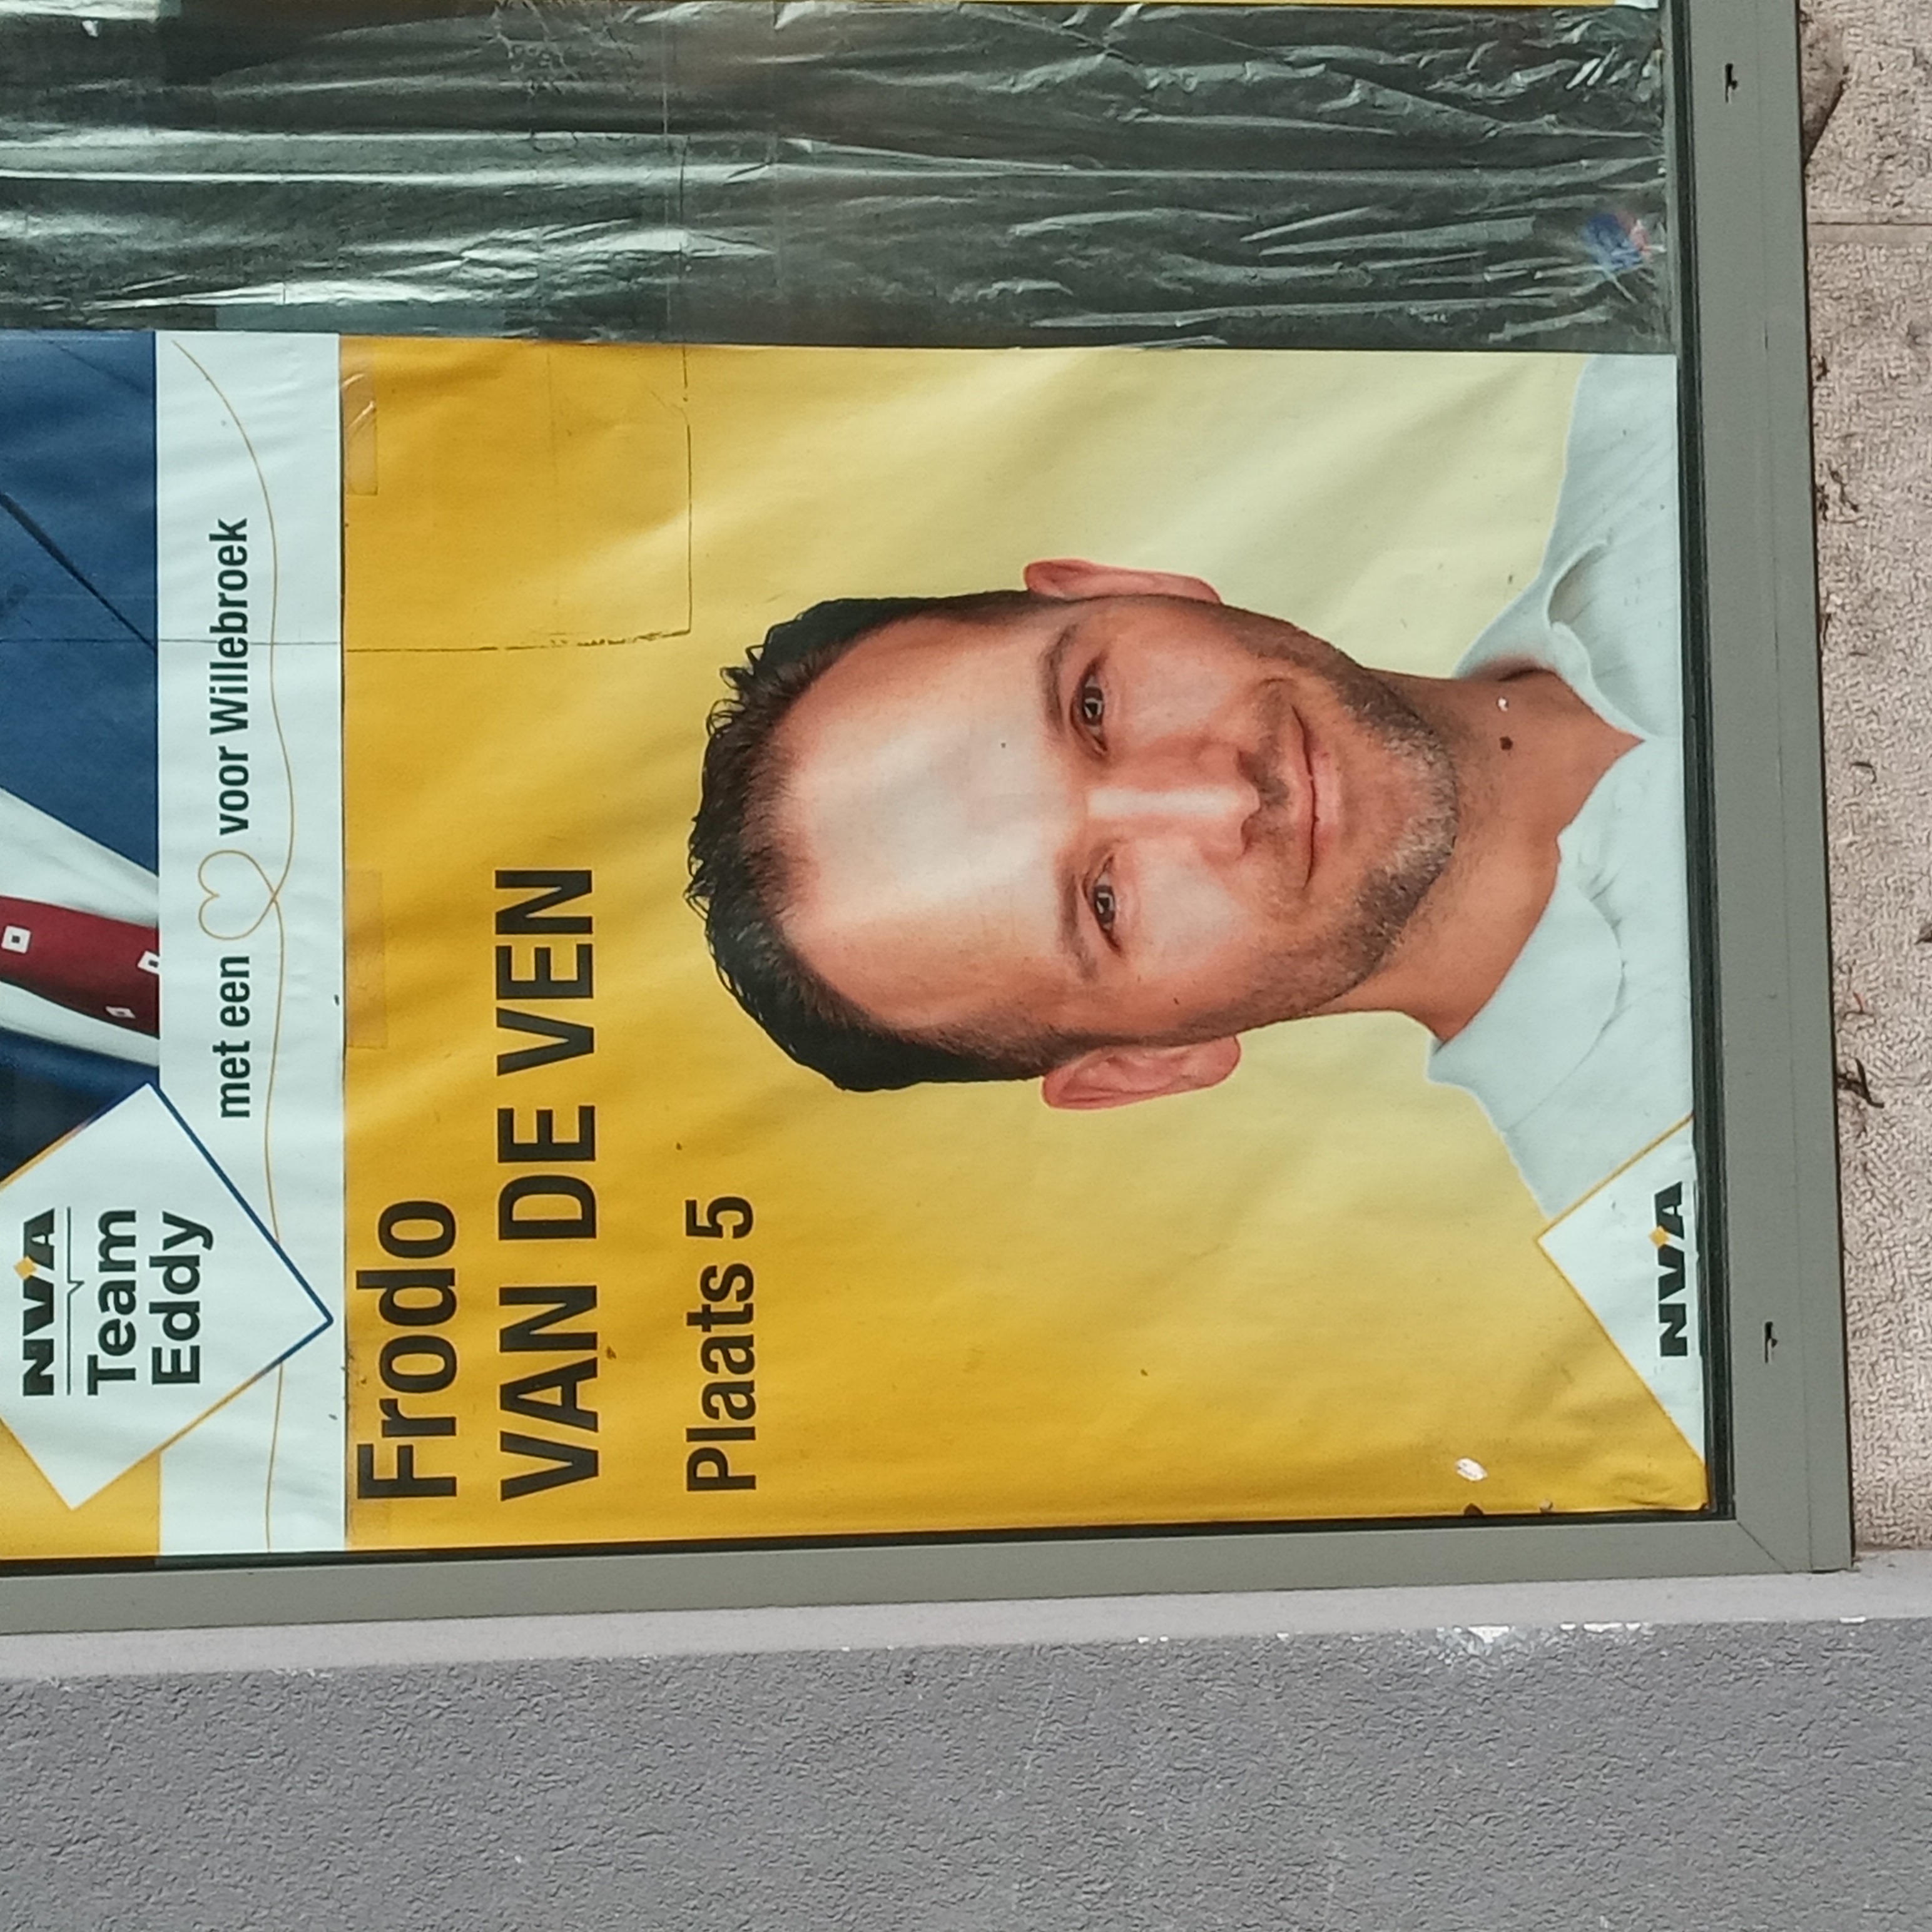 N-VA
Team
Eddy
met een voor Willebroek
Frodo
VAN DE VEN
Plaats 5
N-VA